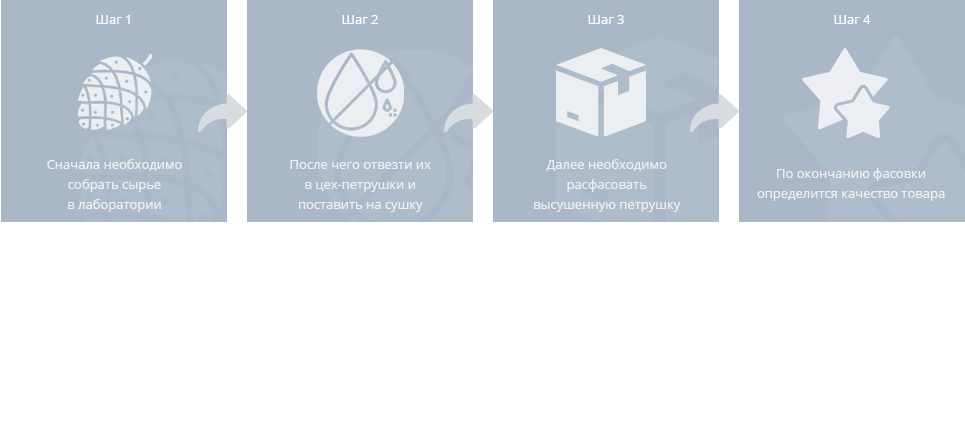 Шаг 1
Сначала необходимо
собрать сырье
в лаборатории
Шаг 2
После чего отвезти их
в цех-петрушки и
поставить на сушку
Шаг 3
Далее необходимо
расфасовать
высушенную петрушку
Шаг 4
По окончанию фасовки
определится качество товара